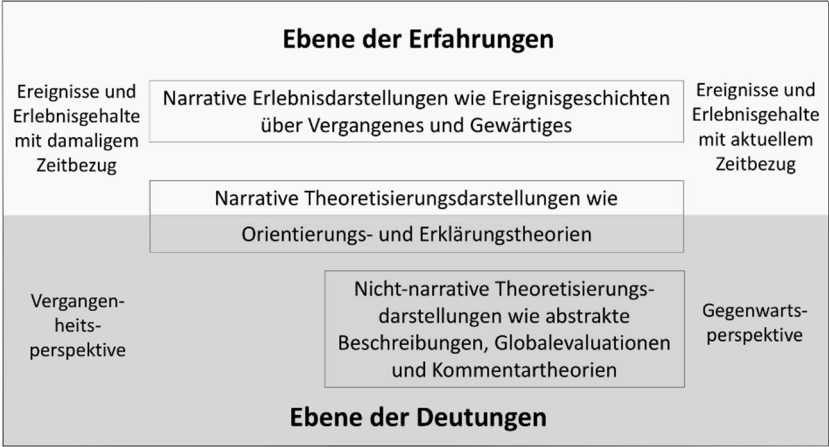 Ebene der Erfahrungen
Ereignisse und
Erlebnisgehalte
mit damaligem
Zeitbezug
Narrative Erlebnisdarstellungen wie Ereignisgeschichten
über Vergangenes und Gewärtiges
Ereignisse und
Erlebnisgehalte
mit aktuellem
Zeitbezug
Narrative Theoretisierungsdarstellungen wie
Orientierungs- und Erklärungstheorien
Vergangen-
heits-
perspektive
Nicht-narrative Theoretisierungs-
darstellungen wie abstrakte
Beschreibungen, Globalevaluationen
und Kommentartheorien
Gegenwarts-
perspektive
Ebene der Deutungen